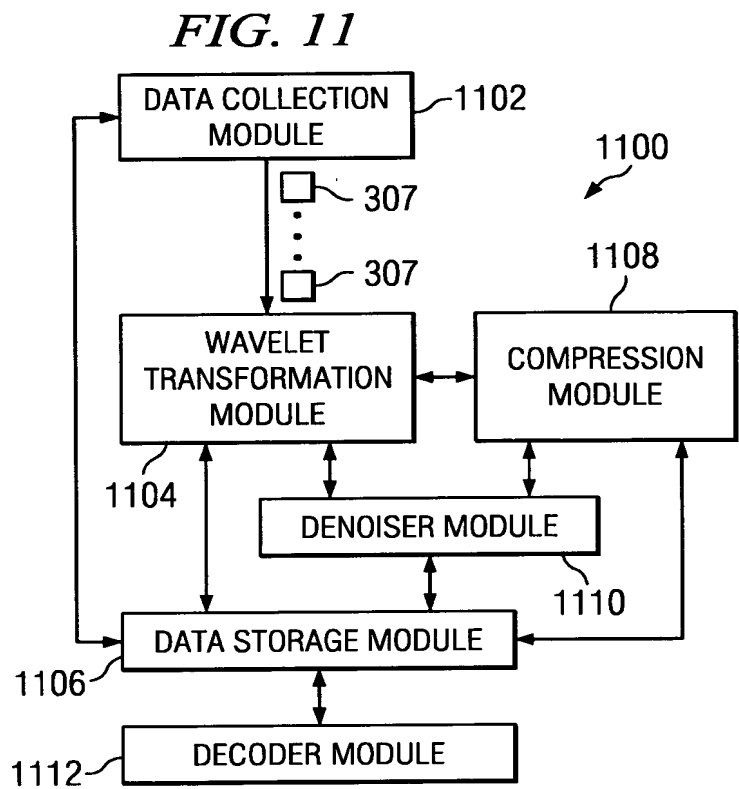 FIG. 11
DATA COLLECTION
MODULE
1102
1100
307
307
1108
WAVELET
TRANSFORMATION
MODULE
COMPRESSION
MODULE
1104
DENOISER MODULE
1110
DATA STORAGE MODULE
1106
DECODER MODULE
1112